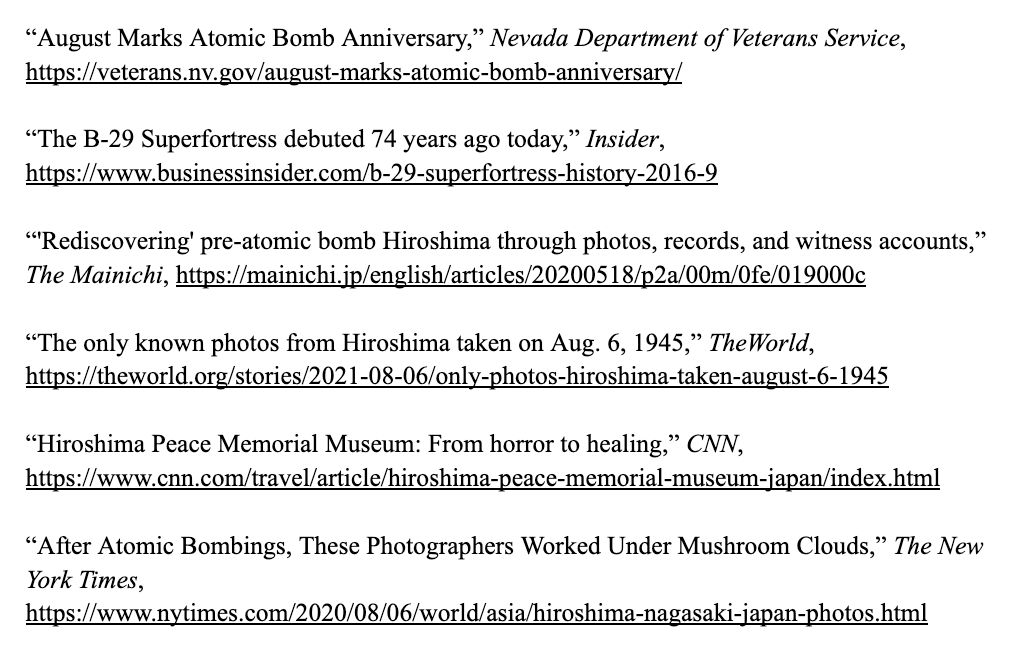 “August Marks Atomic Bomb Anniversary,” Nevada Department of Veterans Service,
https://veterans.nv.gov/august-marks-atomic-bomb-anniversary/
“The B-29 Superfortress debuted 74 years ago today,” Insider,
https://www.businessinsider.com/b-29-superfortress-history-2016-9
“'Rediscovering' pre-atomic bomb Hiroshima through photos, records, and witness accounts,”
The Mainichi, https://mainichi.jp/english/articles/20200518/p2a/00m/0fe/019000c
“The only known photos from Hiroshima taken on Aug. 6, 1945,” TheWorld,
https://theworld.org/stories/2021-08-06/only-photos-hiroshima-taken-august-6-1945
“Hiroshima Peace Memorial Museum: From horror to healing,” CNN,
https://www.cnn.com/travel/article/hiroshima-peace-memorial-museum-japan/index.html
“After Atomic Bombings, These Photographers Worked Under Mushroom Clouds,” The New
York Times,
https://www.nytimes.com/2020/08/06/world/asia/hiroshima-nagasaki-japan-photos.html